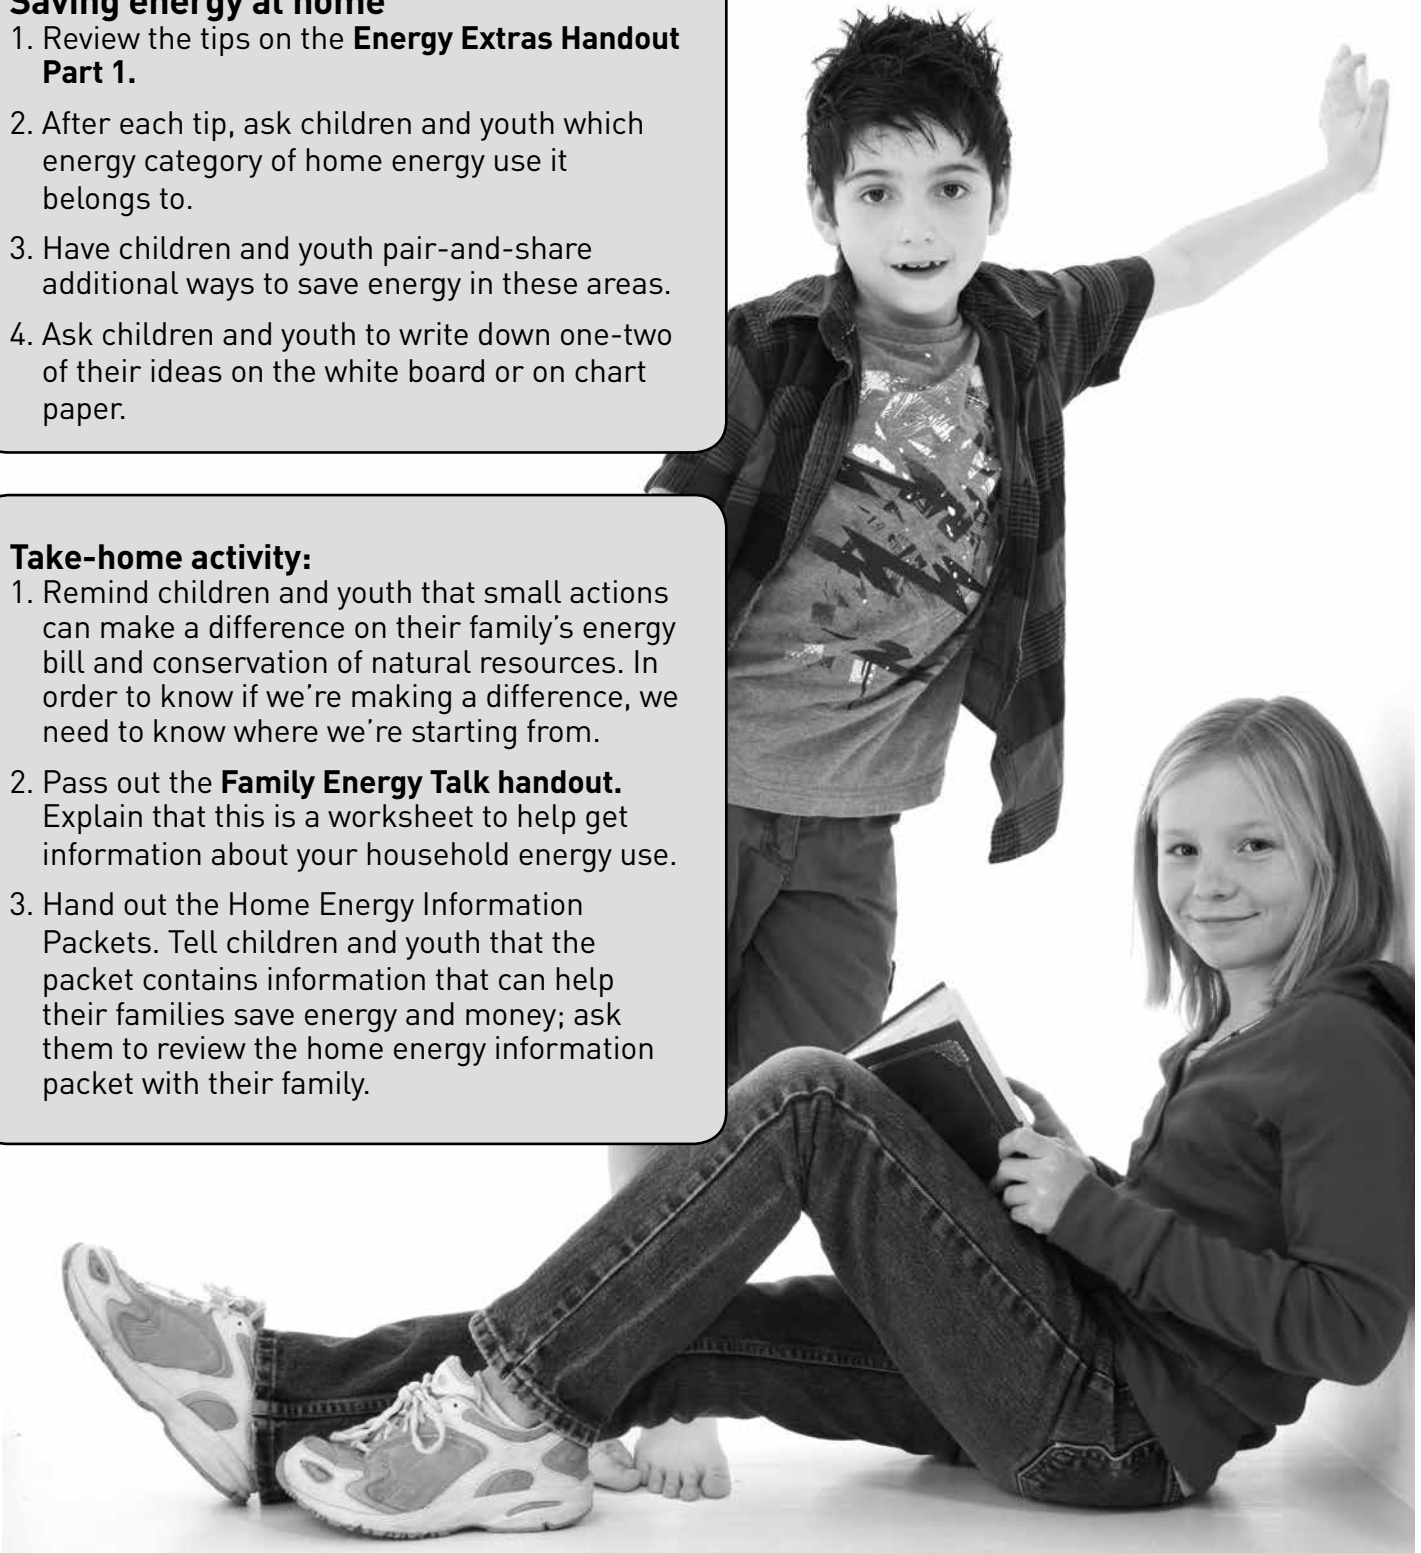 Saving energy at home
1. Review the tips on the Energy Extras Handout
Part 1.
2. After each tip, ask children and youth which
energy category of home energy use it
belongs to.
3. Have children and youth pair-and-share
additional ways to save energy in these areas.
4. Ask children and youth to write down one-two
of their ideas on the white board or on chart
paper.
Take-home activity:
1. Remind children and youth that small actions
can make a difference on their family’s energy
bill and conservation of natural resources. In
order to know if we’re making a difference, we
need to know where we’re starting from.
2. Pass out the Family Energy Talk handout.
Explain that this is a worksheet to help get
information about your household energy use.
3. Hand out the Home Energy Information
Packets. Tell children and youth that the
packet contains information that can help
their families save energy and money; ask
them to review the home energy information
packet with their family.